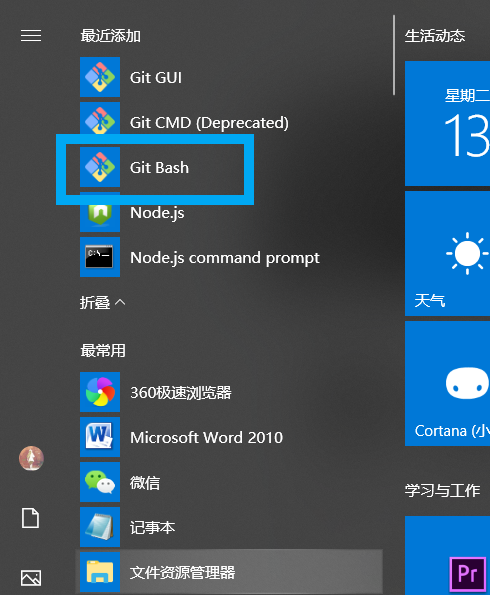 最近添加
Git GUI
Git CMD (Deprecated)
Git Bash
Node.js
Node.js command prompt
折叠
最常用
360极速浏览器
Microsoft Word 2010
微信
记事本
文件资源管理器
生活动态
星期二
13
天气
Cortana (小
学习与工作
Pr